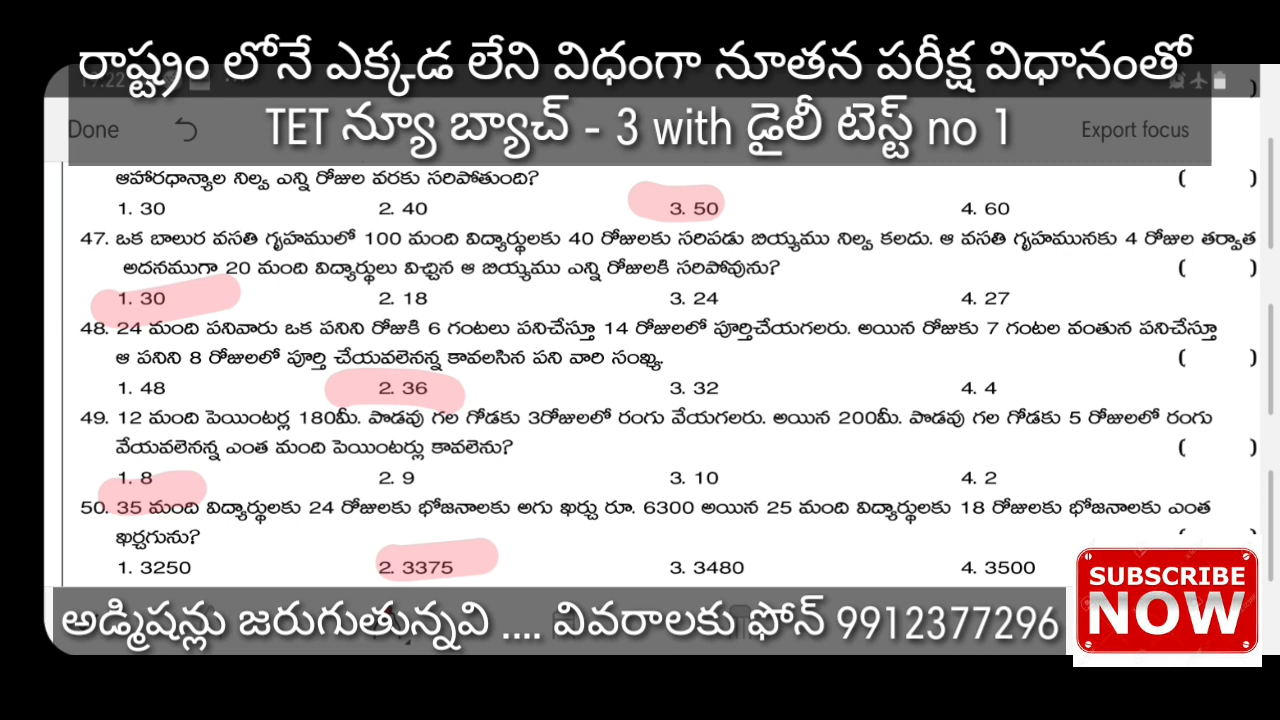 రాష్ట్రం లోనే ఎక్కడ లేని విధంగా నూతన పరీక్ష విధానంతో
TET న్యూ బ్యాచ్ - 3 with డైలీ టెస్ట్ no 1
17:22
Done
Export focus
ఆహారధాన్యాల నిల్వ ఎన్ని రోజుల వరకు సరిపోతుంది? ( )
1. 30 2. 40 3. 50 4. 60
47. ఒక బాలుర వసతి గృహములో 100 మంది విద్యార్థులకు 40 రోజులకు సరిపడు బియ్యము నిల్వ కలదు. ఆ వసతి గృహమునకు 4 రోజుల తర్వాత
అదనముగా 20 మంది విద్యార్థులు విచ్చిన ఆ బియ్యము ఎన్ని రోజులకి సరిపోవును? ( )
1. 30 2. 18 3. 24 4. 27
48. 24 మంది పనివారు ఒక పనిని రోజుకి 6 గంటలు పనిచేస్తూ 14 రోజులలో పూర్తిచేయగలరు. అయిన రోజుకు 7 గంటల వంతున పనిచేస్తూ
ఆ పనిని 8 రోజులలో పూర్తి చేయవలెనన్న కావలసిన పని వారి సంఖ్య. ( )
1. 48 2. 36 3. 32 4. 4
49. 12 మంది పెయింటర్ల 180మీ. పొడవు గల గోడకు 3రోజులలో రంగు వేయగలరు. అయిన 200మీ. పొడవు గల గోడకు 5 రోజులలో రంగు
వేయవలెనన్న ఎంత మంది పెయింటర్లు కావలెను? ( )
1. 8 2. 9 3. 10 4. 2
50. 35 మంది విద్యార్థులకు 24 రోజులకు భోజనాలకు అగు ఖర్చు రూ. 6300 అయిన 25 మంది విద్యార్థులకు 18 రోజులకు భోజనాలకు ఎంత
ఖర్చగును?
1. 3250 2. 3375 3. 3480 4. 3500
అడ్మిషన్లు జరుగుతున్నవి .... వివరాలకు ఫోన్ 9912377296
SUBSCRIBE
NOW